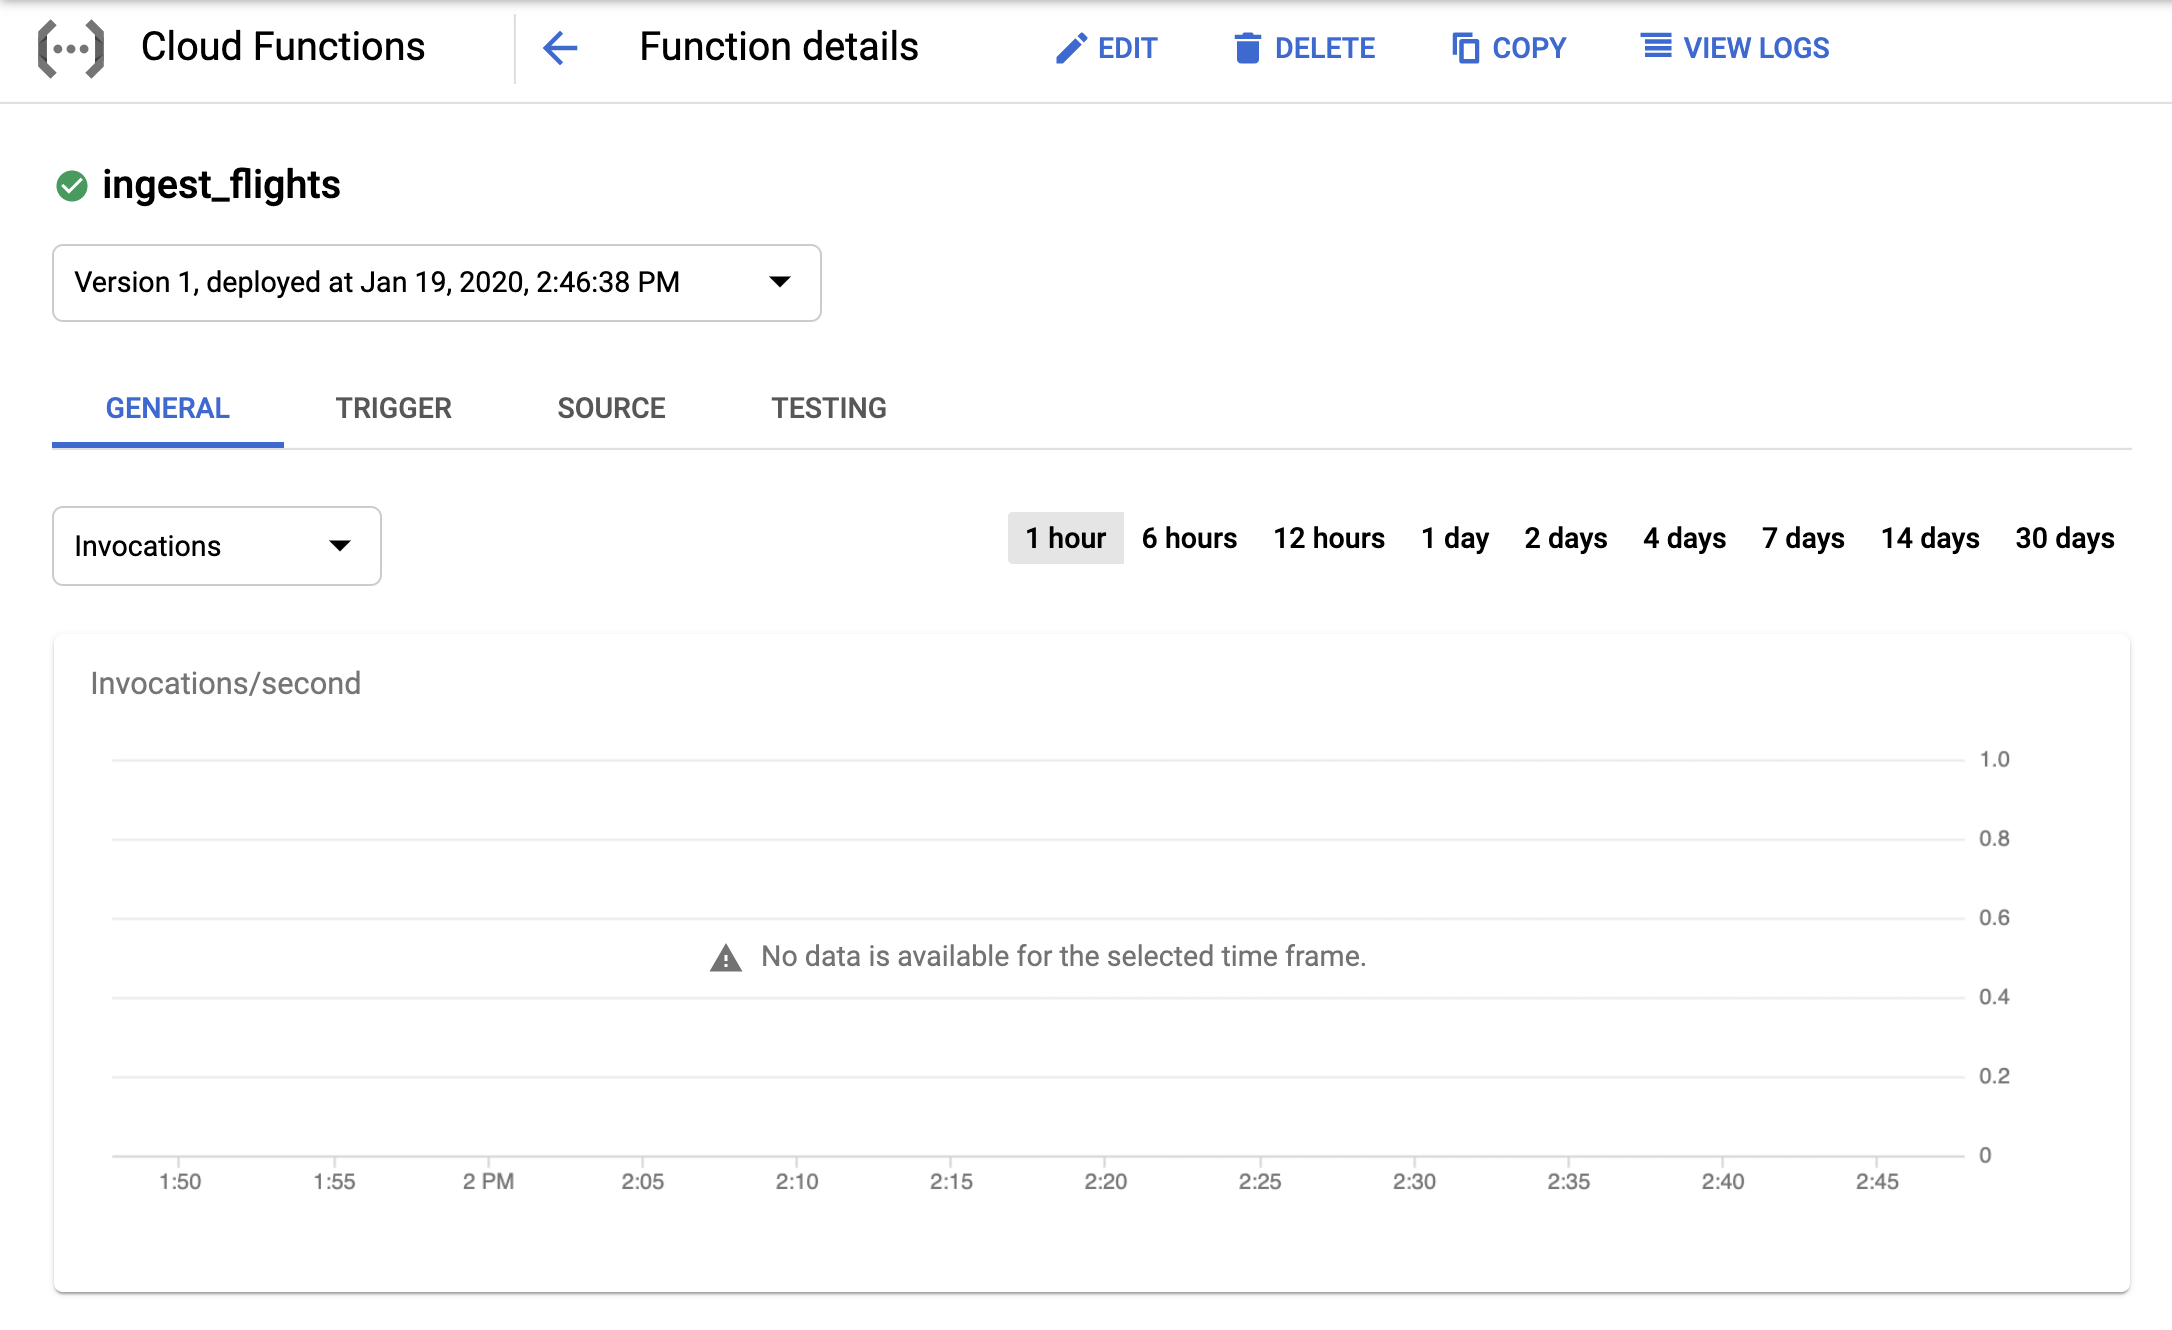 Cloud Functions Function details EDIT DELETE COPY VIEW LOGS
ingest_flights
Version 1, deployed at Jan 19, 2020, 2:46:38 PM
GENERAL TRIGGER SOURCE TESTING
Invocations 1 hour 6 hours 12 hours 1 day 2 days 4 days 7 days 14 days 30 days
Invocations/second
1.0
0.8
0.6
No data is available for the selected time frame.
0.4
0.2
0
1:50 1:55 2 PM 2:05 2:10 2:15 2:20 2:25 2:30 2:35 2:40 2:45